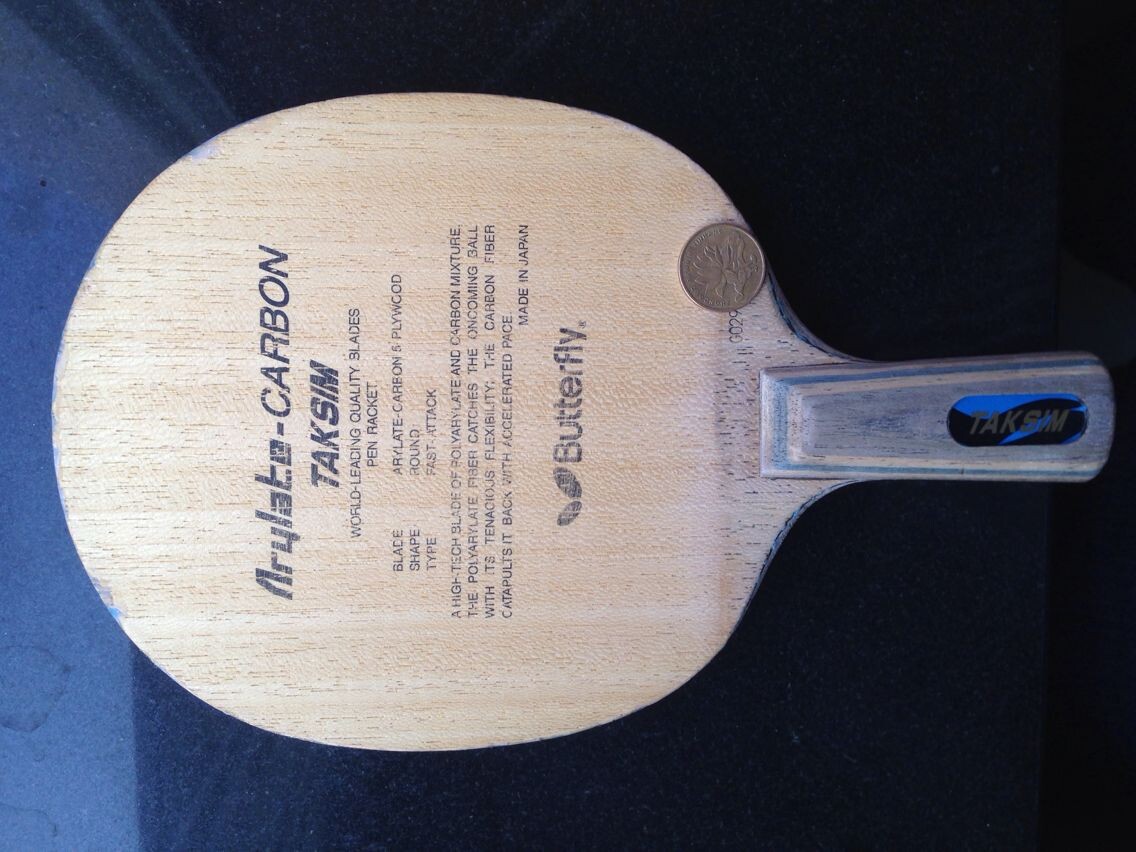 Arylate-CARBON
TAKSIM
WORLD-LEADING QUALITY BLADES
PEN RACKET
BLADE ARYLATE-CARBON 5 PLYWOOD
SHAPE ROUND
TYPE FAST ATTACK
A HIGH-TECH BLADE OF POLYARYLATE AND CARBON MIXTURE.
THE POLYARYLATE FIBER CATCHES THE ONCOMING BALL
WITH ITS TENACIOUS FLEXIBILITY; THE CARBON FIBER
CATAPULTS IT BACK WITH ACCELERATED PACE
MADE IN JAPAN
Butterfly®
G029
TAKSIM